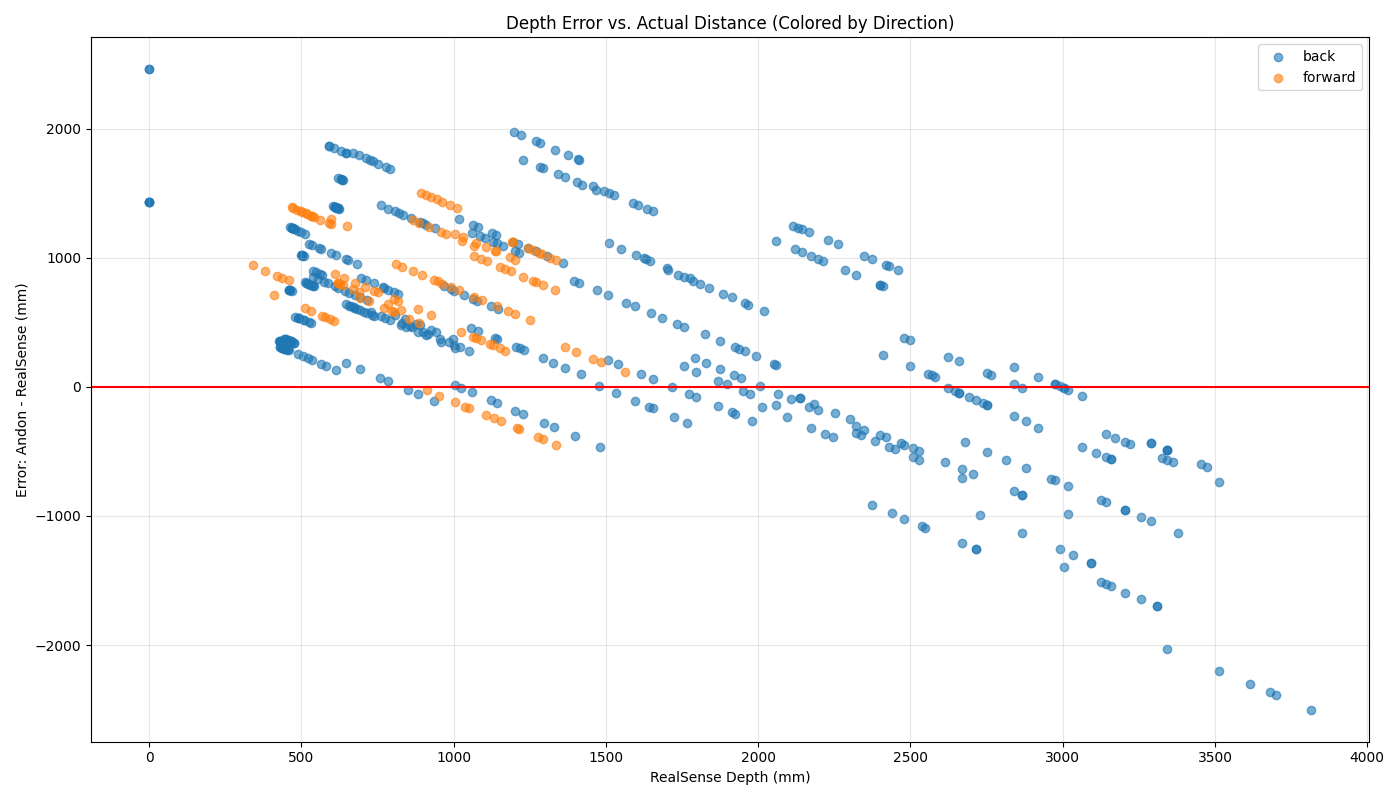 Depth Error vs. Actual Distance (Colored by Direction)
back
forward
Error: Andon - RealSense (mm)
2000
1000
0
−1000
−2000
0
500
1000
1500
2000
2500
3000
3500
4000
RealSense Depth (mm)